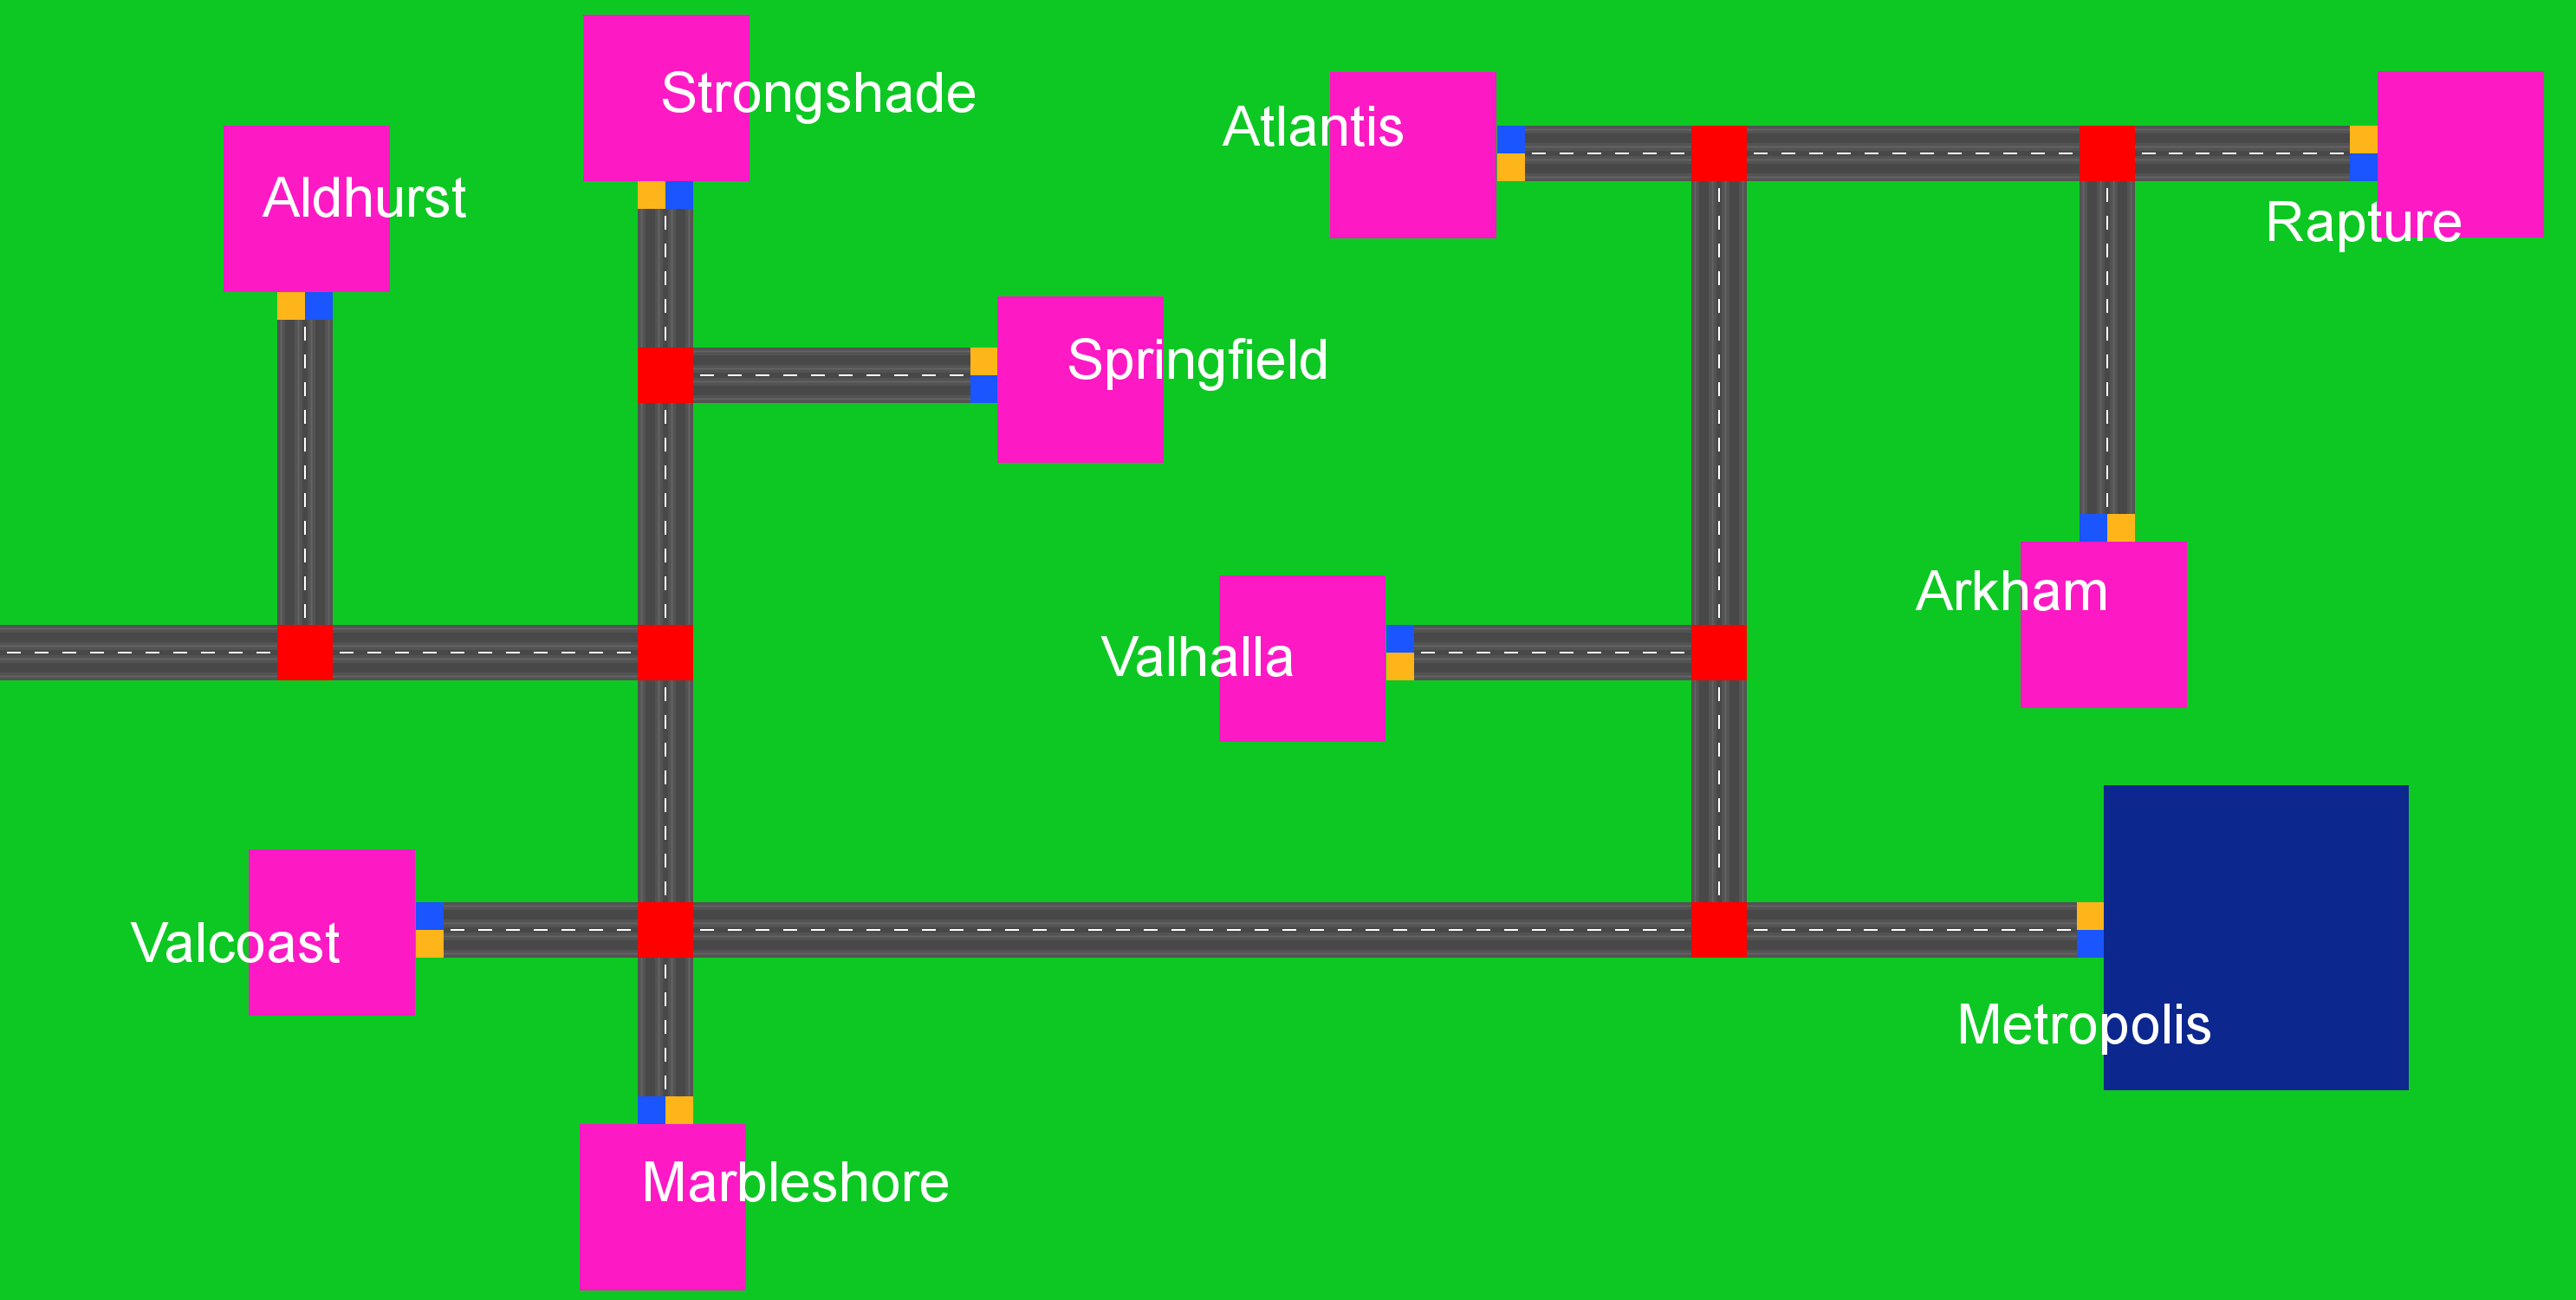 Strongshade
Atlantis
Aldhurst
Rapture
Springfield
Arkham
Valhalla
Valcoast
Metropolis
Marbleshore